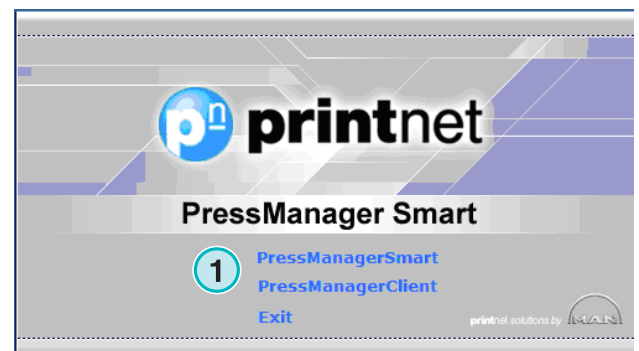 pn printnet
PressManager Smart
1
PressManagerSmart
PressManagerClient
Exit
printnet solutions by MAN